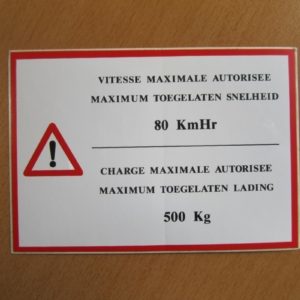 VITESSE MAXIMALE AUTORISEE
MAXIMUM TOEGELATEN SNELHEID
80 KmHr
CHARGE MAXIMALE AUTORISEE
MAXIMUM TOEGELATEN LADING
500 Kg